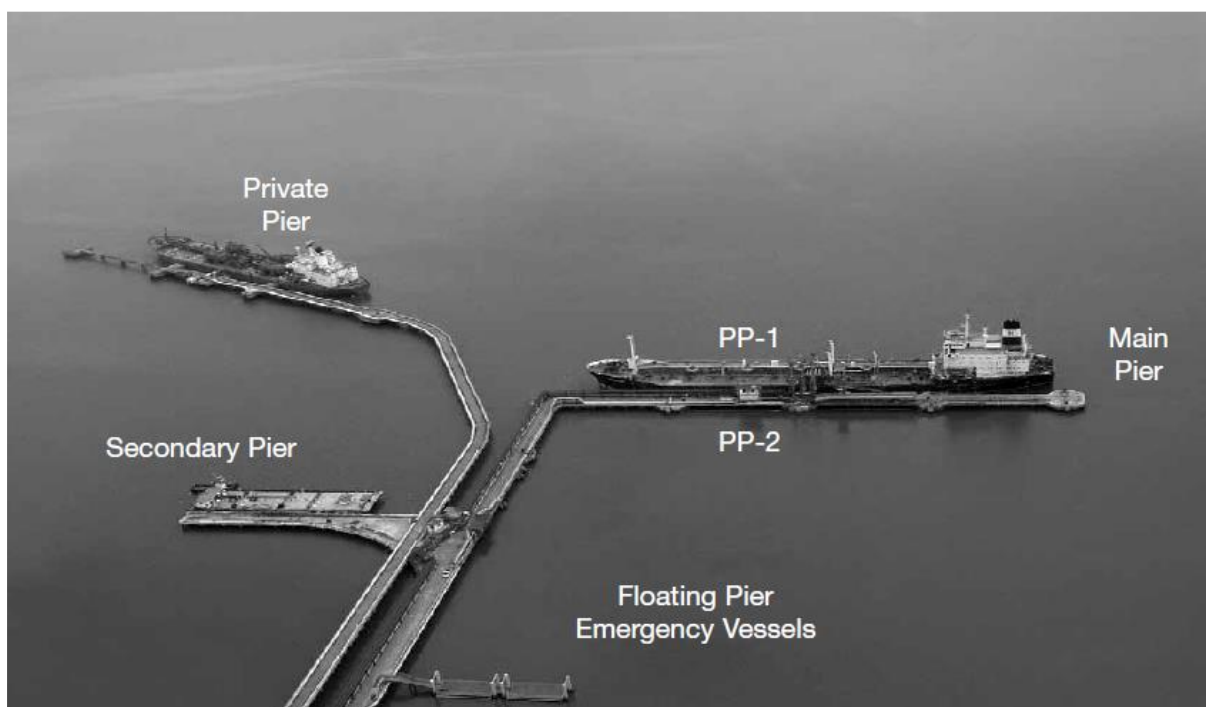 Private
Pier
PP-1
Main
Pier
PP-2
Secondary Pier
Floating Pier
Emergency Vessels